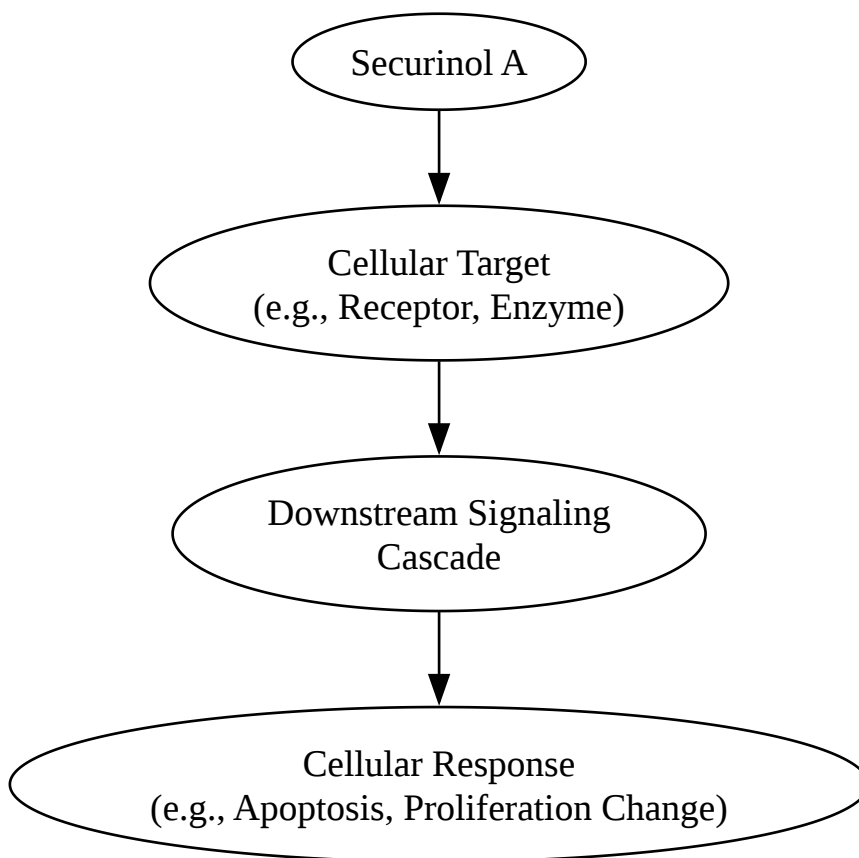 Securinol A
Cellular Target
(e.g., Receptor, Enzyme)
Downstream Signaling
Cascade
Cellular Response
(e.g., Apoptosis, Proliferation Change)